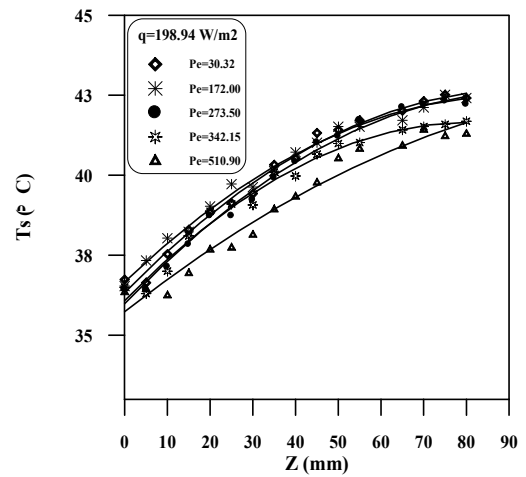 45
43
40
38
35
Ts (º C)
q=198.94 W/m2
Pe=30.32
Pe=172.00
Pe=273.50
Pe=342.15
Pe=510.90
0 10 20 30 40 50 60 70 80 90
Z (mm)